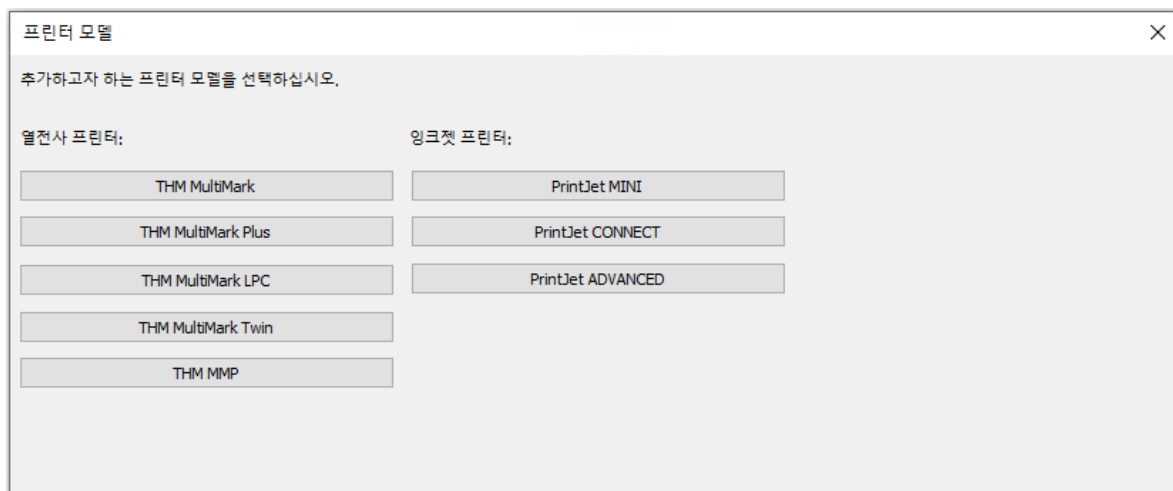 프린터 모델
추가하고자 하는 프린터 모델을 선택하십시오.
열전사 프린터:
THM MultiMark
THM MultiMark Plus
THM MultiMark LPC
THM MultiMark Twin
THM MMP
잉크젯 프린터:
PrintJet MINI
PrintJet CONNECT
PrintJet ADVANCED